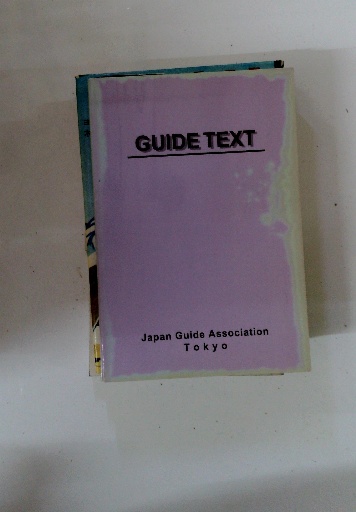 GUIDE TEXT
Japan Guide Association
Tokyo